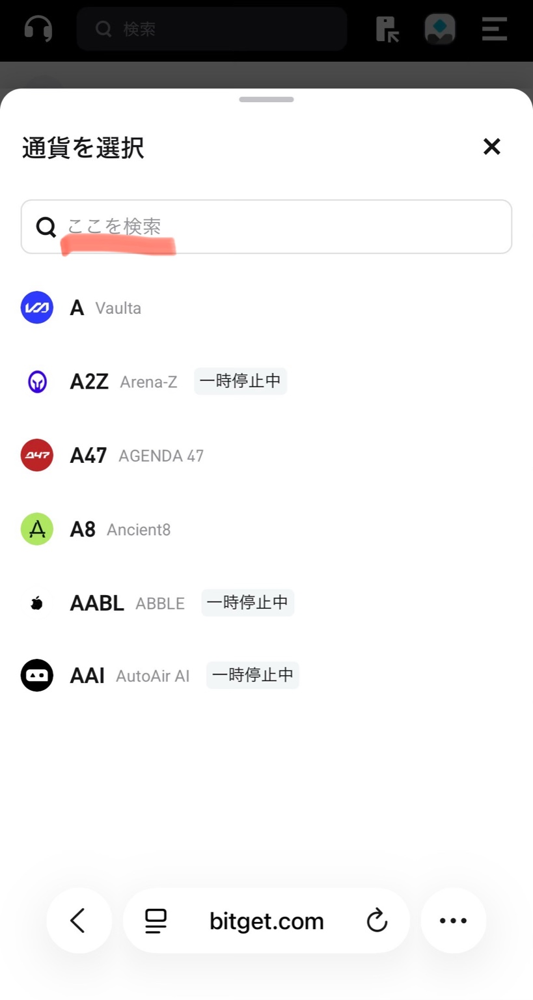 検索
通貨を選択
ここを検索
A Vaulta
A2Z Arena-Z 一時停止中
A47 AGENDA 47
A8 Ancient8
AABL ABBLE 一時停止中
AAI AutoAir AI 一時停止中
bitget.com